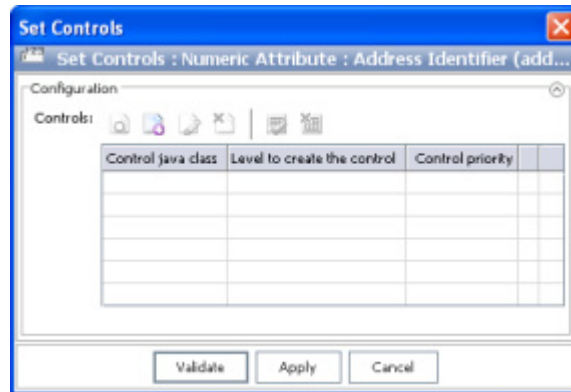 Set Controls
Set Controls : Numeric Attribute : Address Identifier (add...
Configuration
Controls:
Control java class Level to create the control Control priority
Validate Apply Cancel